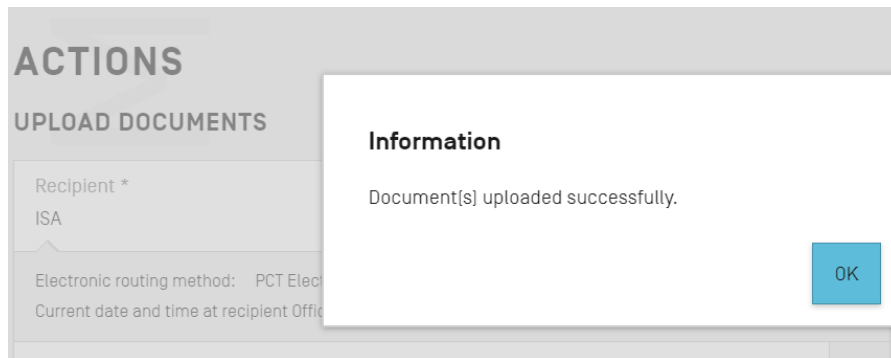 ACTIONS
UPLOAD DOCUMENTS
Information
Document(s) uploaded successfully.
Recipient *
ISA
OK
Electronic routing method: PCT Elect
Current date and time at recipient Offic